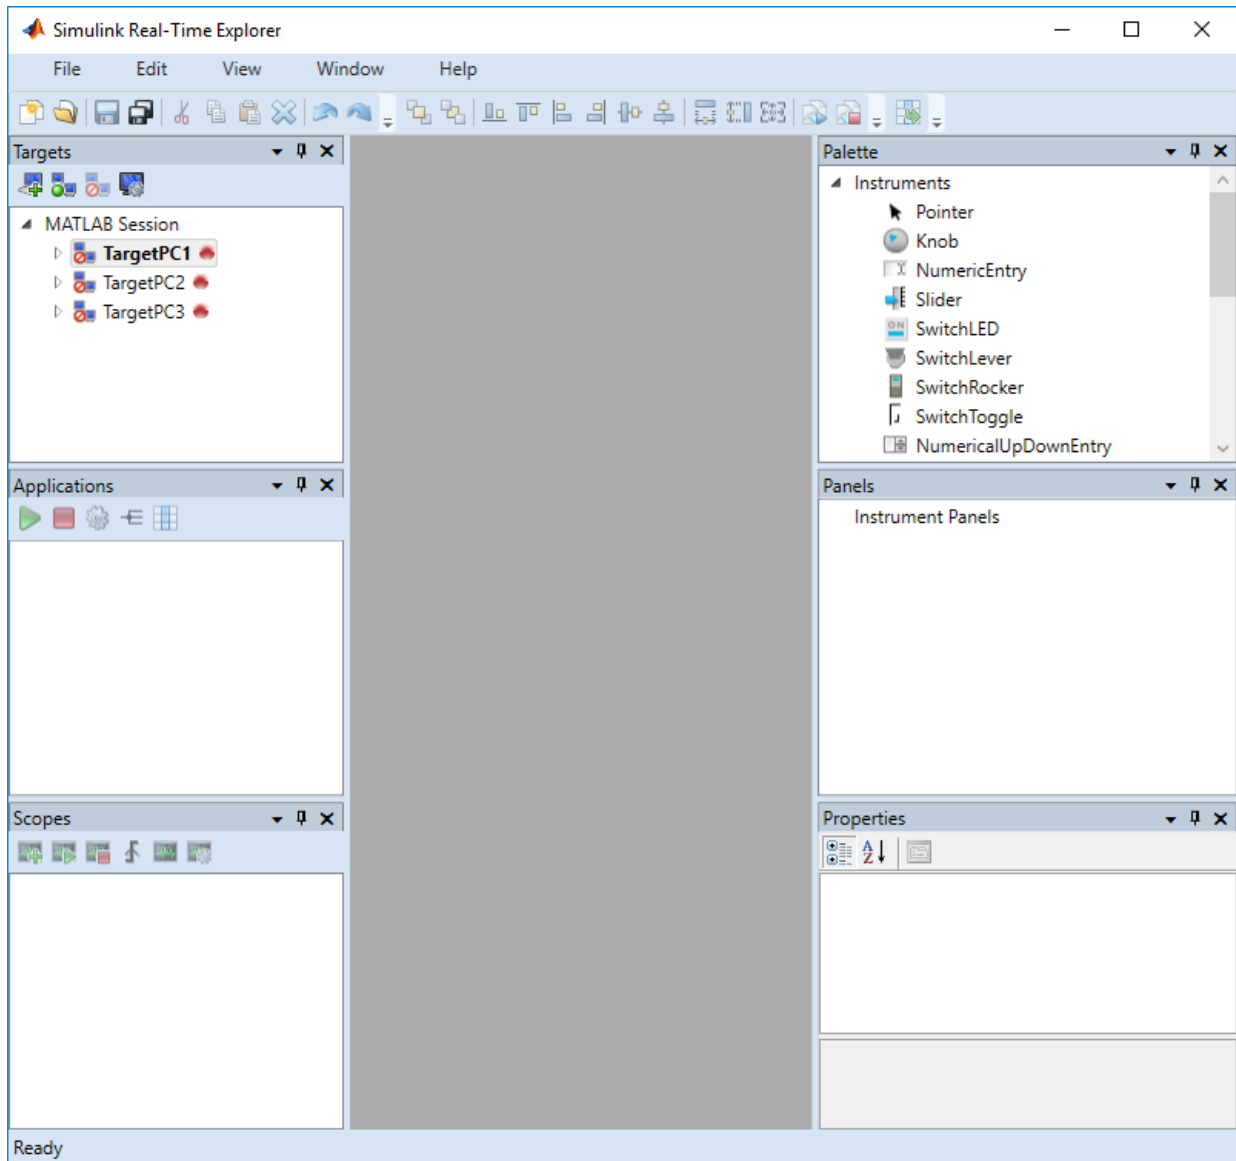 Simulink Real-Time Explorer
File Edit View Window Help
Targets
MATLAB Session
TargetPC1
TargetPC2
TargetPC3
Applications
Scopes
Palette
Instruments
Pointer
Knob
NumericEntry
Slider
ON
SwitchLED
SwitchLever
SwitchRocker
SwitchToggle
NumericalUpDownEntry
Panels
Instrument Panels
Properties
A
Z
Ready